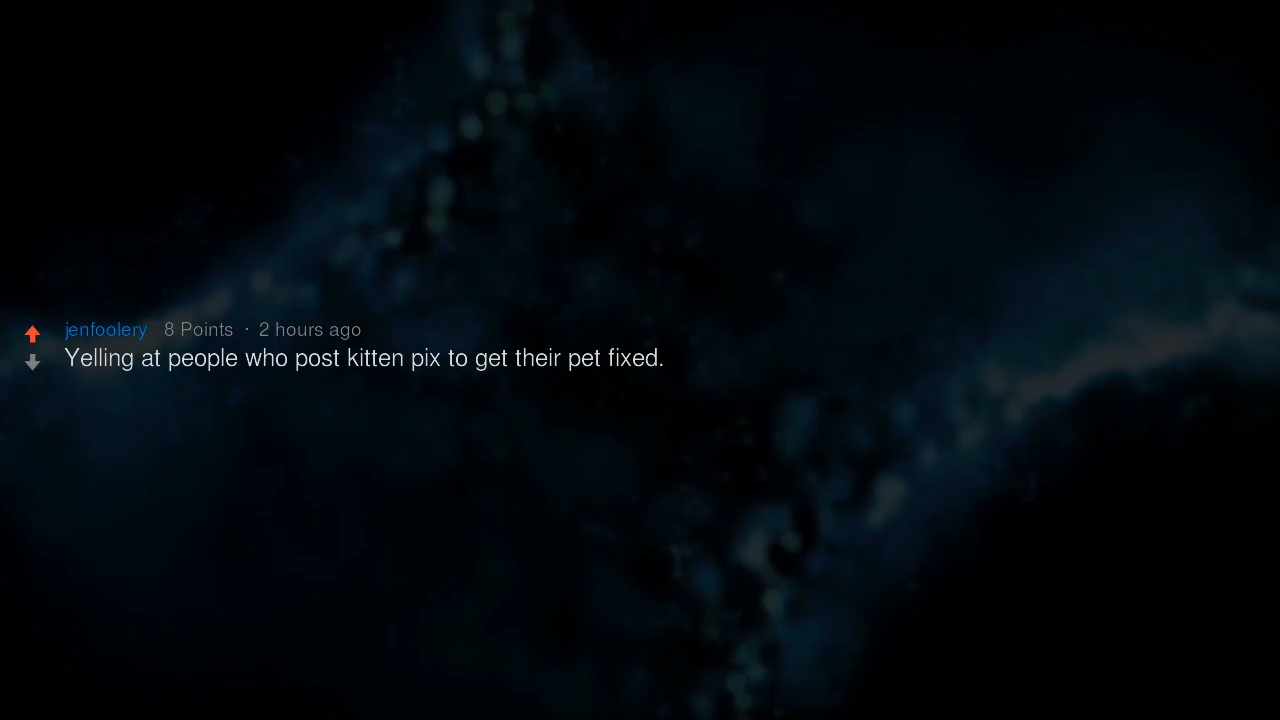 jenfoolery 8 Points · 2 hours ago
Yelling at people who post kitten pix to get their pet fixed.